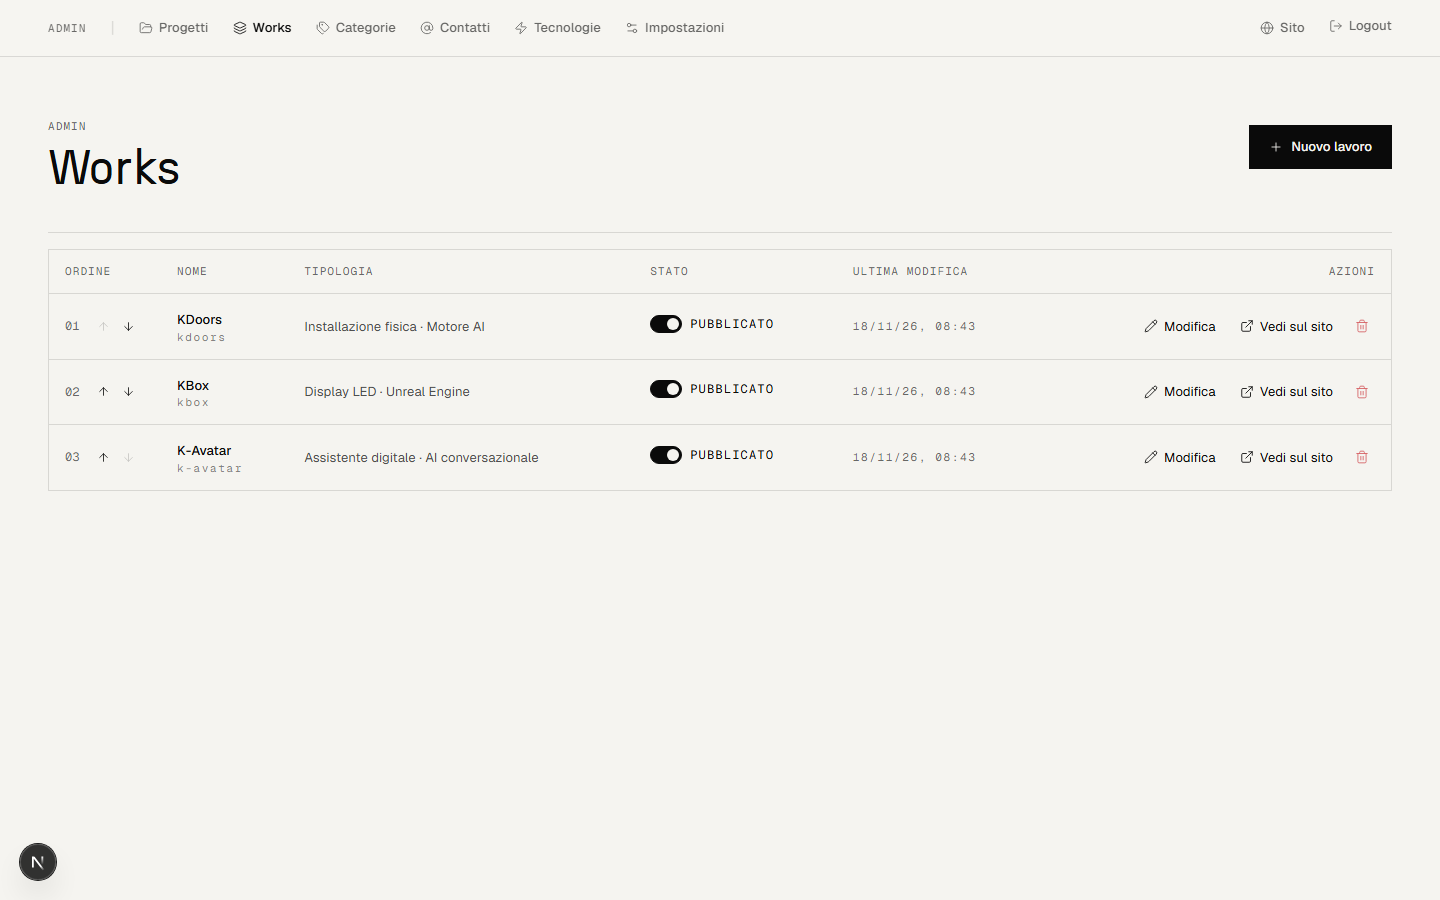 ADMIN Progetti Works Categorie Contatti Tecnologie Impostazioni Sito Logout
ADMIN
Works
Nuovo lavoro
ORDINE NOME TIPOLOGIA STATO ULTIMA MODIFICA AZIONI
01 KDoors Installazione fisica · Motore AI PUBBLICATO 18/11/26, 08:43 Modifica Vedi sul sito
kdoors
02 KBox Display LED · Unreal Engine PUBBLICATO 18/11/26, 08:43 Modifica Vedi sul sito
kbox
03 K-Avatar Assistente digitale · AI conversazionale PUBBLICATO 18/11/26, 08:43 Modifica Vedi sul sito
k-avatar
N